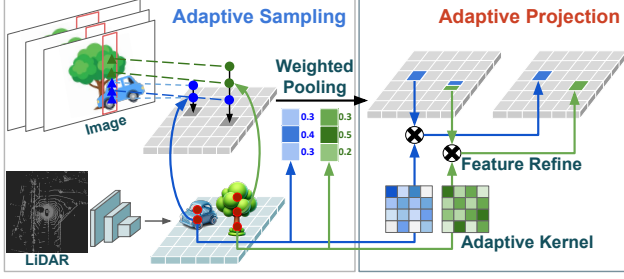 Adaptive Sampling
Adaptive Projection
Image
Weighted
Pooling
0.3
0.4
0.3
0.3
0.5
0.2
Feature Refine
LiDAR
Adaptive Kernel